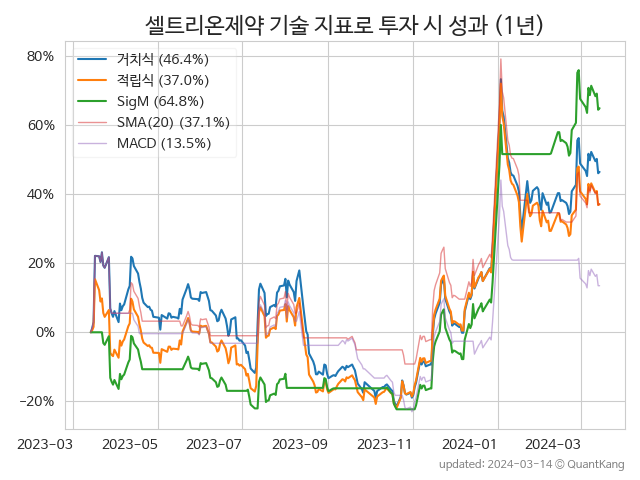 셀트리온제약 기술 지표로 투자 시 성과 (1년)
거치식 (46.4%)
적립식 (37.0%)
SigM (64.8%)
SMA(20) (37.1%)
MACD (13.5%)
80%
60%
40%
20%
0%
−20%
2023-03 2023-05 2023-07 2023-09 2023-11 2024-01 2024-03
updated: 2024-03-14 © QuantKang